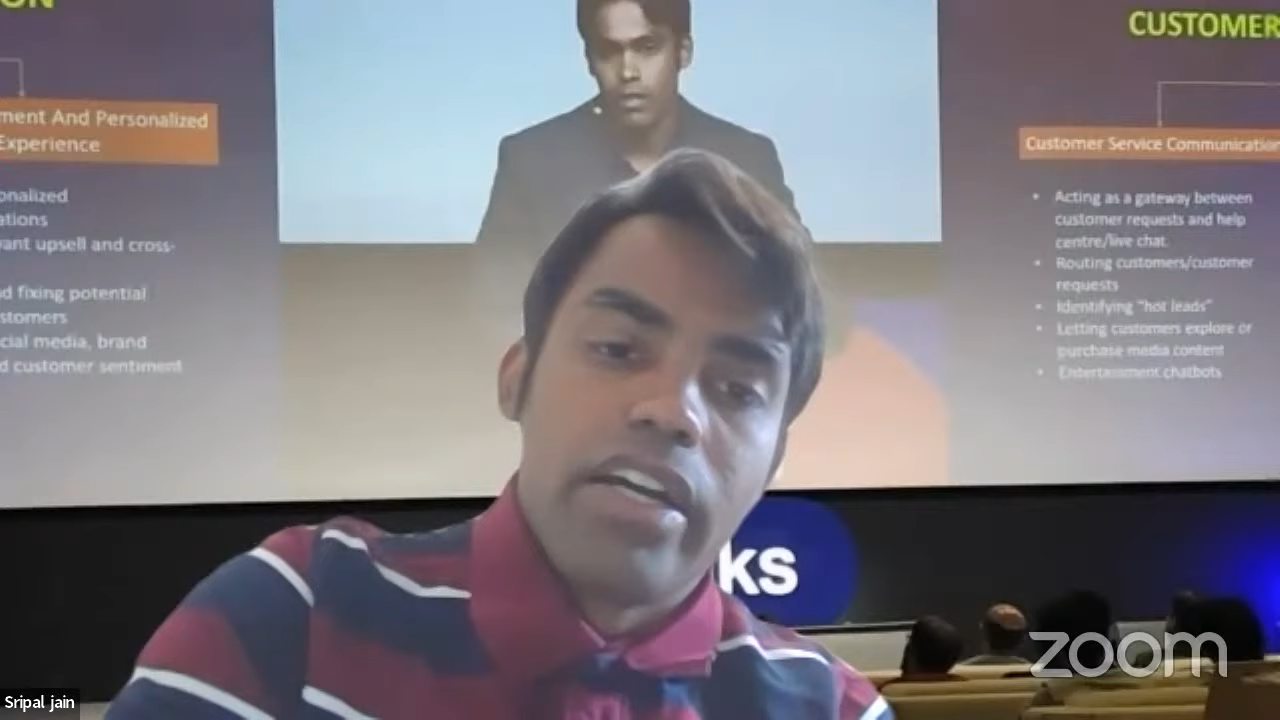 ON
ment And Personalized
Experience
onalized
ations
vant upsell and cross-
d fixing potential
stomers
cial media, brand
d customer sentiment
CUSTOMER
Customer Service Communication
• Acting as a gateway between
customer requests and help
centre/live chat.
• Routing customers/customer
requests
• Identifying "hot leads"
• Letting customers explore or
purchase media content
• Entertainment chatbots
ks
zoom
Sripal jain